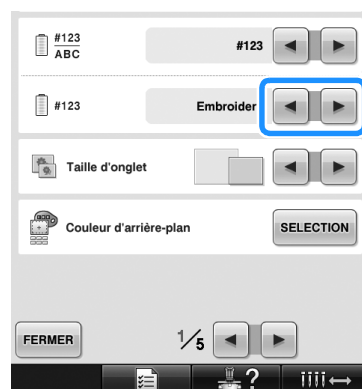 #123
ABC
#123
#123
Embroider
Taille d'onglet
Couleur d'arrière-plan
SELECTION
FERMER
1/5
?